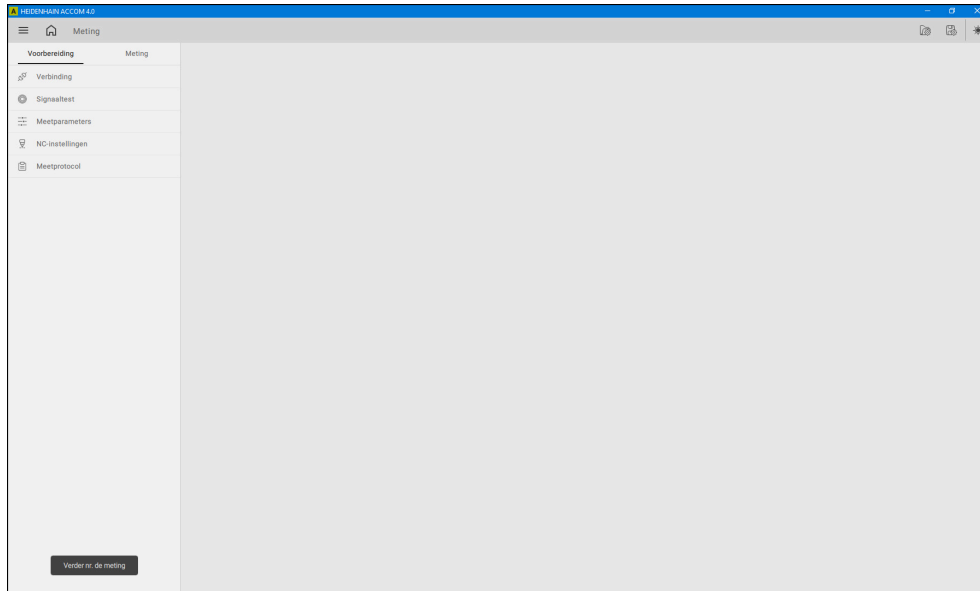 A HEIDENHAIN ACCOM 4.0
Meting
Voorbereiding Meting
Verbinding
Signaaltest
Meetparameters
NC-instellingen
Meetprotocol
Verder nr. de meting